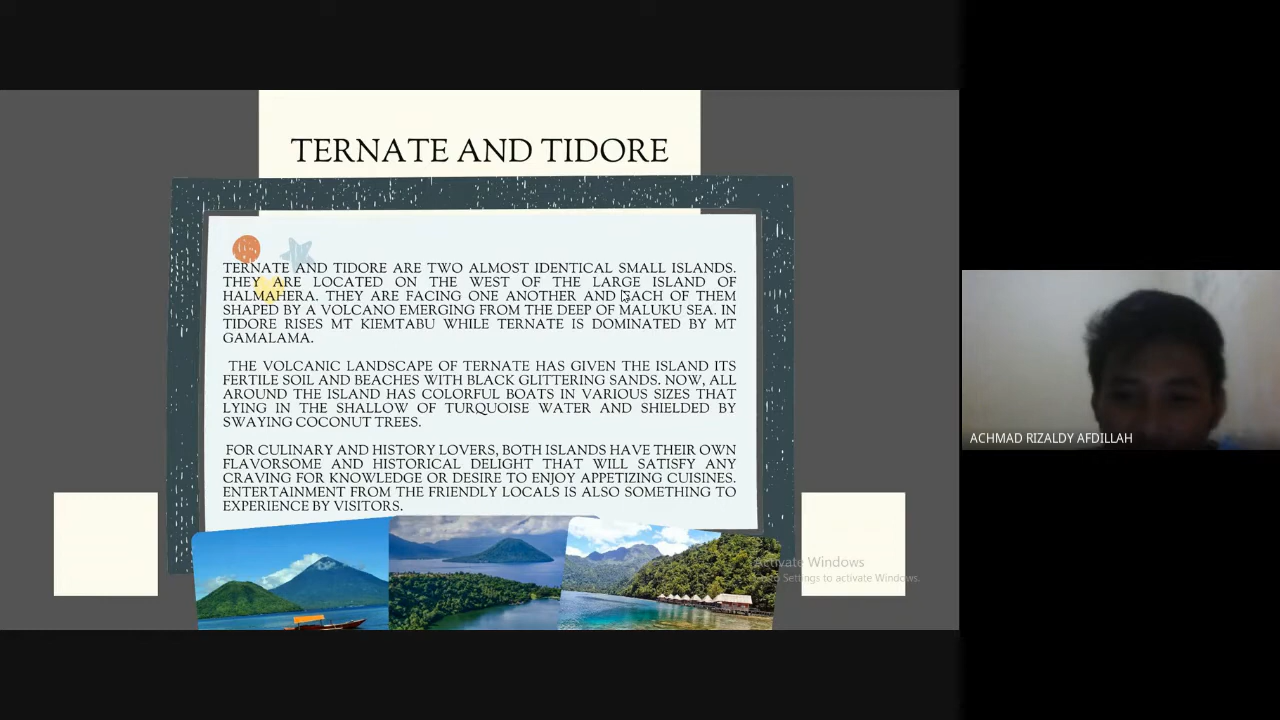 TERNATE AND TIDORE
TERNATE AND TIDORE ARE TWO ALMOST IDENTICAL SMALL ISLANDS.
THEY ARE LOCATED ON THE WEST OF THE LARGE ISLAND OF
HALMAHERA. THEY ARE FACING ONE ANOTHER AND EACH OF THEM
SHAPED BY A VOLCANO EMERGING FROM THE DEEP OF MALUKU SEA. IN
TIDORE RISES MT KIEMTABU WHILE TERNATE IS DOMINATED BY MT
GAMALAMA.
THE VOLCANIC LANDSCAPE OF TERNATE HAS GIVEN THE ISLAND ITS
FERTILE SOIL AND BEACHES WITH BLACK GLITTERING SANDS. NOW, ALL
AROUND THE ISLAND HAS COLORFUL BOATS IN VARIOUS SIZES THAT
LYING IN THE SHALLOW OF TURQUOISE WATER AND SHIELDED BY
SWAYING COCONUT TREES.
FOR CULINARY AND HISTORY LOVERS, BOTH ISLANDS HAVE THEIR OWN
FLAVORSOME AND HISTORICAL DELIGHT THAT WILL SATISFY ANY
CRAVING FOR KNOWLEDGE OR DESIRE TO ENJOY APPETIZING CUISINES.
ENTERTAINMENT FROM THE FRIENDLY LOCALS IS ALSO SOMETHING TO
EXPERIENCE BY VISITORS.
Activate Windows
Go to Settings to activate Windows.
ACHMAD RIZALDY AFDILLAH